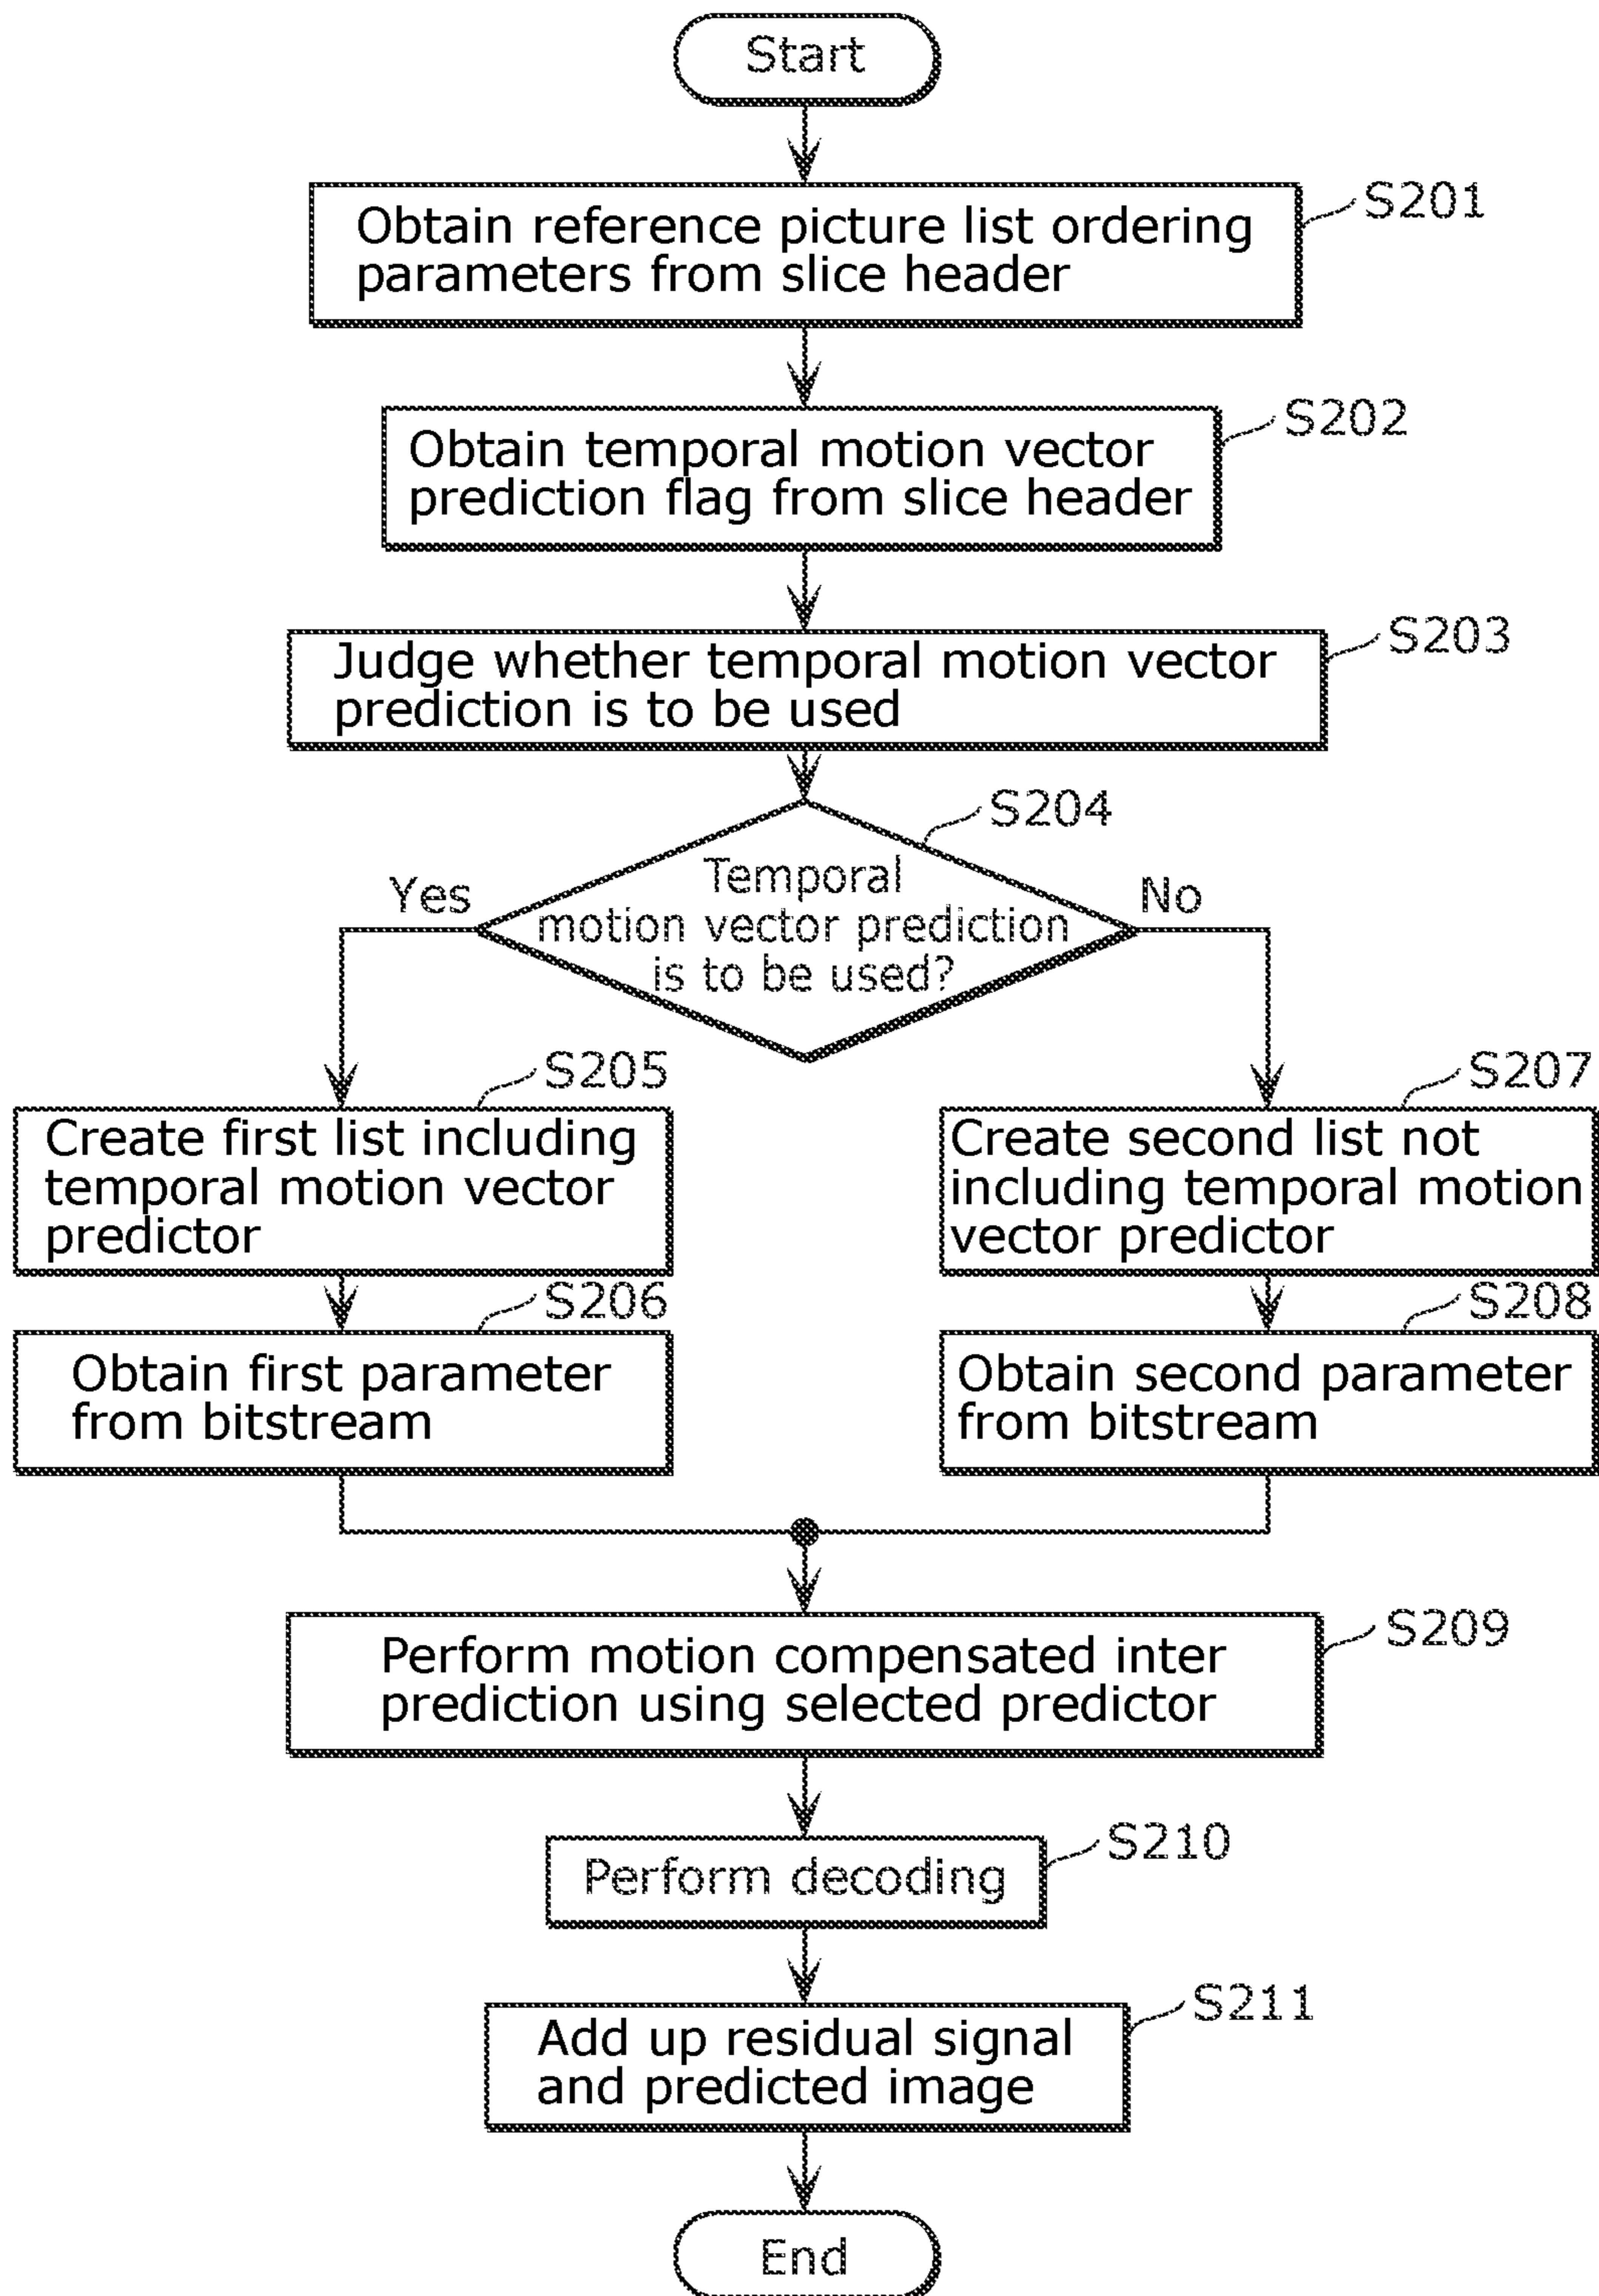 Start
S201
Obtain reference picture list ordering
parameters from slice header
S202
Obtain temporal motion vector
prediction flag from slice header
S203
Judge whether temporal motion vector
prediction is to be used
S204
Temporal
motion vector prediction
is to be used?
Yes
No
S205
Create first list including
temporal motion vector
predictor
S206
Obtain first parameter
from bitstream
S207
Create second list not
including temporal motion
vector predictor
S208
Obtain second parameter
from bitstream
S209
Perform motion compensated inter
prediction using selected predictor
S210
Perform decoding
S211
Add up residual signal
and predicted image
End